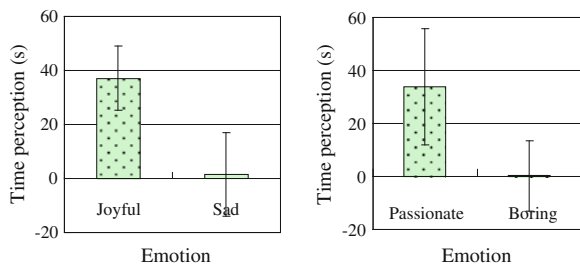 Time perception (s)
60
40
20
0
-20
Joyful
Sad
Emotion
Time perception (s)
60
40
20
0
-20
Passionate
Boring
Emotion